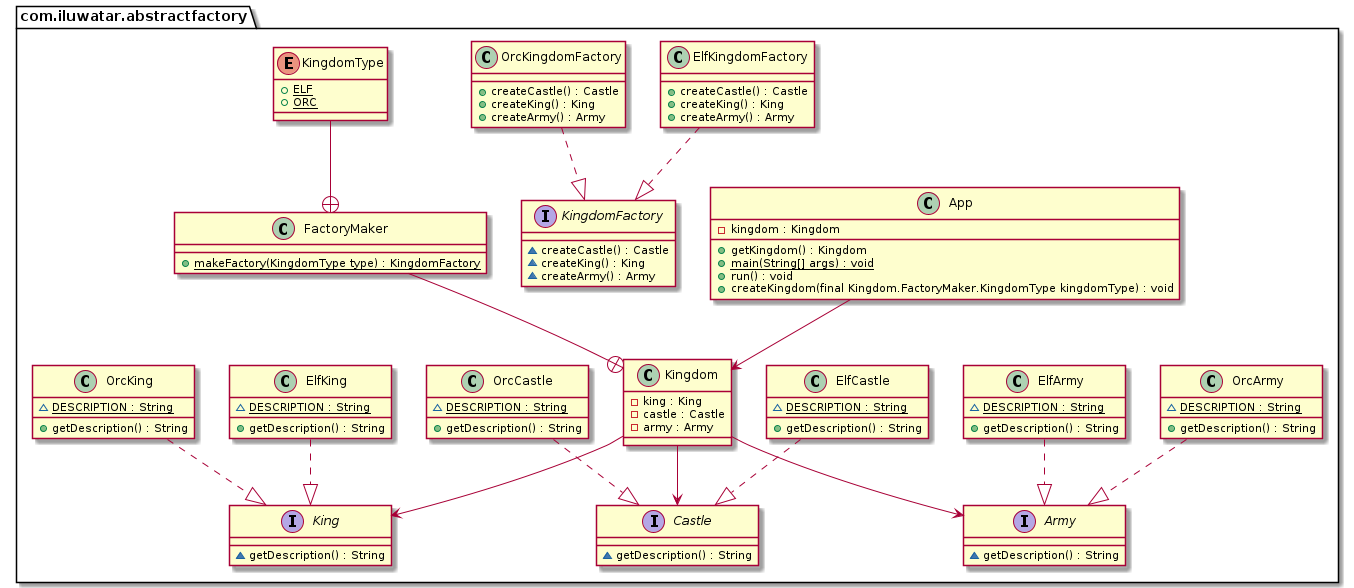 com.iluwatar.abstractfactory
E KingdomType
ELF
ORC
C OrcKingdomFactory
createCastle() : Castle
createKing() : King
createArmy() : Army
C ElfKingdomFactory
createCastle() : Castle
createKing() : King
createArmy() : Army
C FactoryMaker
makeFactory(KingdomType type) : KingdomFactory
I KingdomFactory
createCastle() : Castle
createKing() : King
createArmy() : Army
C App
kingdom : Kingdom
getKingdom() : Kingdom
main(String[] args) : void
run() : void
createKingdom(final Kingdom.FactoryMaker.KingdomType kingdomType) : void
C OrcKing
DESCRIPTION : String
getDescription() : String
C ElfKing
DESCRIPTION : String
getDescription() : String
C OrcCastle
DESCRIPTION : String
getDescription() : String
C Kingdom
king : King
castle : Castle
army : Army
C ElfCastle
DESCRIPTION : String
getDescription() : String
C ElfArmy
DESCRIPTION : String
getDescription() : String
C OrcArmy
DESCRIPTION : String
getDescription() : String
I King
getDescription() : String
I Castle
getDescription() : String
I Army
getDescription() : String